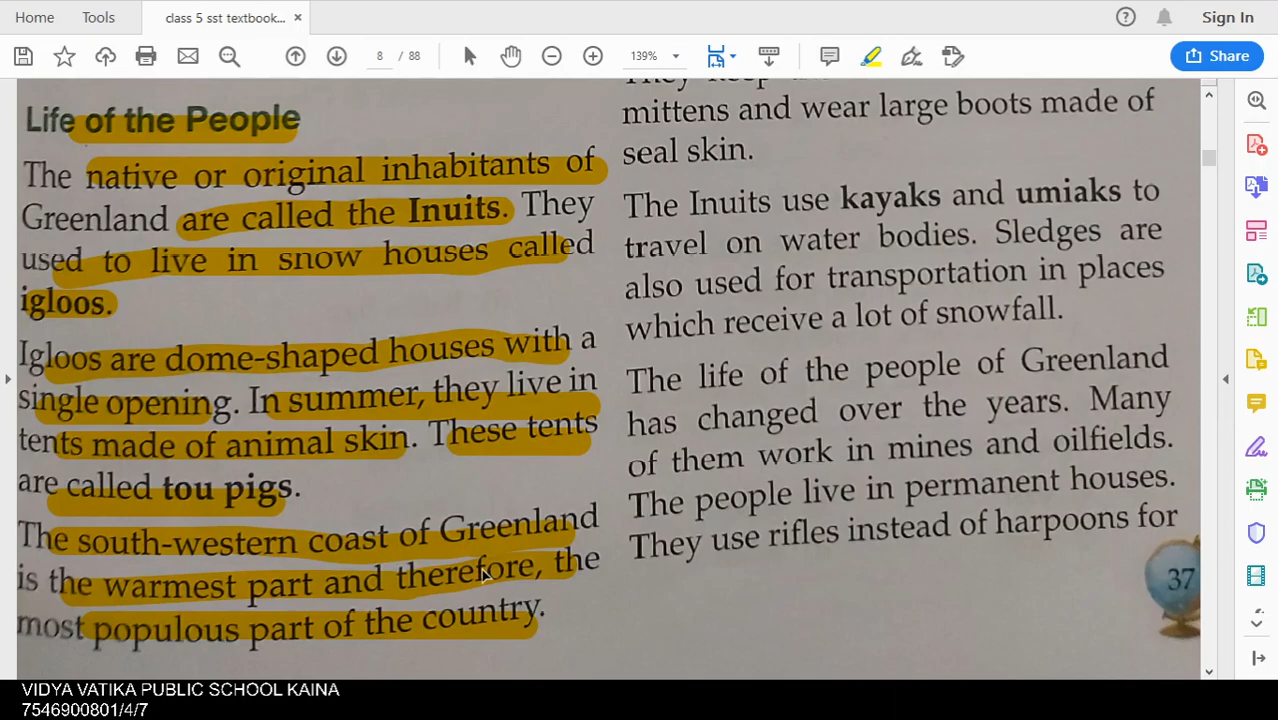 Home
Tools
class 5 sst textbook...
Sign In
8 / 88
139%
Share
Life of the People
The native or original inhabitants of
Greenland are called the Inuits. They
used to live in snow houses called
igloos.
Igloos are dome-shaped houses with a
single opening. In summer, they live in
tents made of animal skin. These tents
are called tou pigs.
The south-western coast of Greenland
is the warmest part and therefore, the
most populous part of the country.
mittens and wear large boots made of
seal skin.
The Inuits use kayaks and umiaks to
travel on water bodies. Sledges are
also used for transportation in places
which receive a lot of snowfall.
The life of the people of Greenland
has changed over the years. Many
of them work in mines and oilfields.
The people live in permanent houses.
They use rifles instead of harpoons for
37
VIDYA VATIKA PUBLIC SCHOOL KAINA
7546900801/4/7